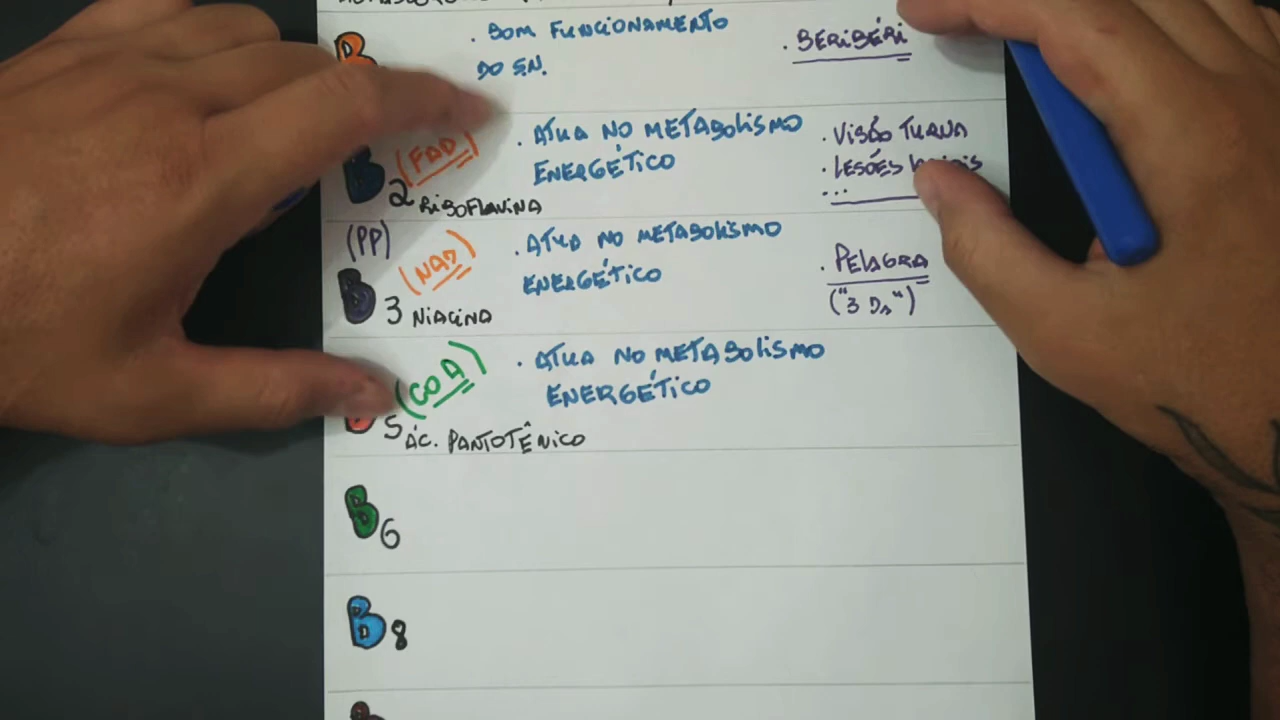 . BOM FUNCIONAMENTO
DO S.N.
. BERIBÉRI
B
(FAD)
2 RIBOFLAVINA
. ATUA NO METABOLISMO
ENERGÉTICO
. VISÃO TURVA
. LESÕES
...
(PP)
B3 NIACINA
(NAD)
. ATUA NO METABOLISMO
ENERGÉTICO
. PELAGRA
("3 Ds")
(COA)
5 ÁC. PANTOTÊNICO
. ATUA NO METABOLISMO
ENERGÉTICO
B6
B8